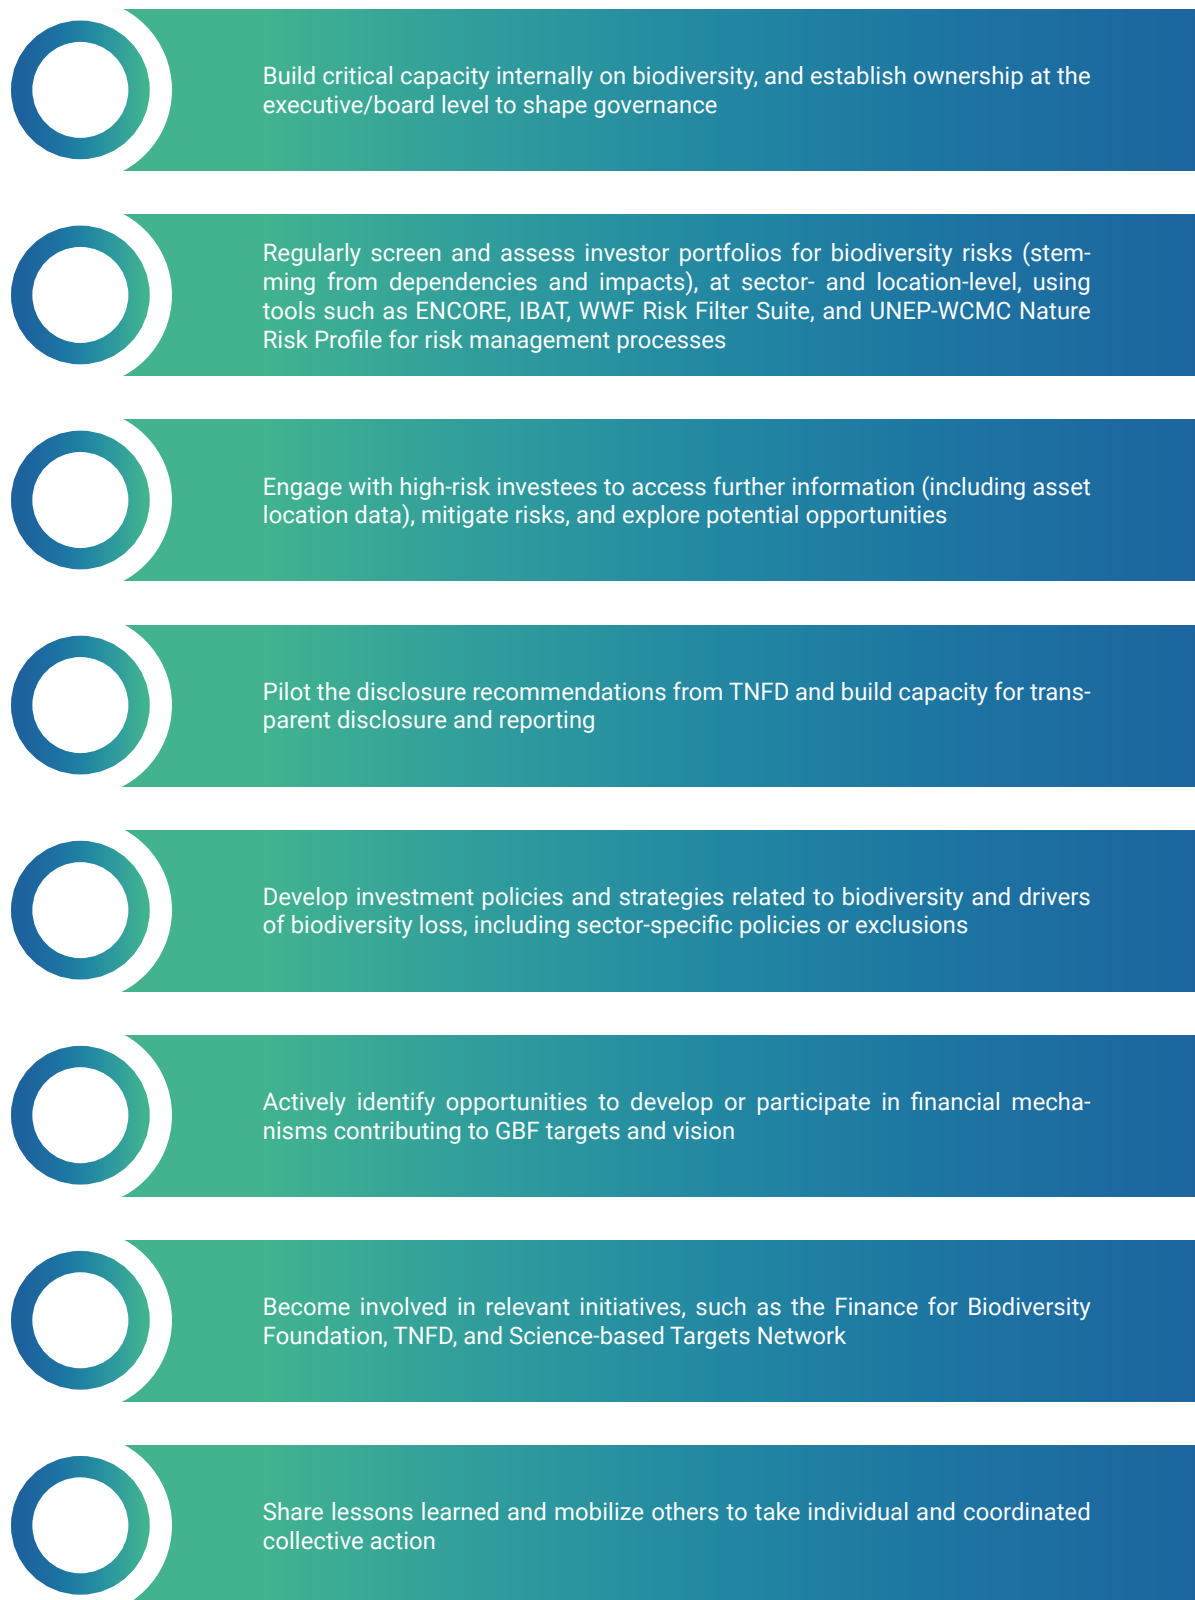 Build critical capacity internally on biodiversity, and establish ownership at the
executive/board level to shape governance
Regularly screen and assess investor portfolios for biodiversity risks (stem-
ming from dependencies and impacts), at sector- and location-level, using
tools such as ENCORE, IBAT, WWF Risk Filter Suite, and UNEP-WCMC Nature
Risk Profile for risk management processes
Engage with high-risk investees to access further information (including asset
location data), mitigate risks, and explore potential opportunities
Pilot the disclosure recommendations from TNFD and build capacity for trans-
parent disclosure and reporting
Develop investment policies and strategies related to biodiversity and drivers
of biodiversity loss, including sector-specific policies or exclusions
Actively identify opportunities to develop or participate in financial mecha-
nisms contributing to GBF targets and vision
Become involved in relevant initiatives, such as the Finance for Biodiversity
Foundation, TNFD, and Science-based Targets Network
Share lessons learned and mobilize others to take individual and coordinated
collective action